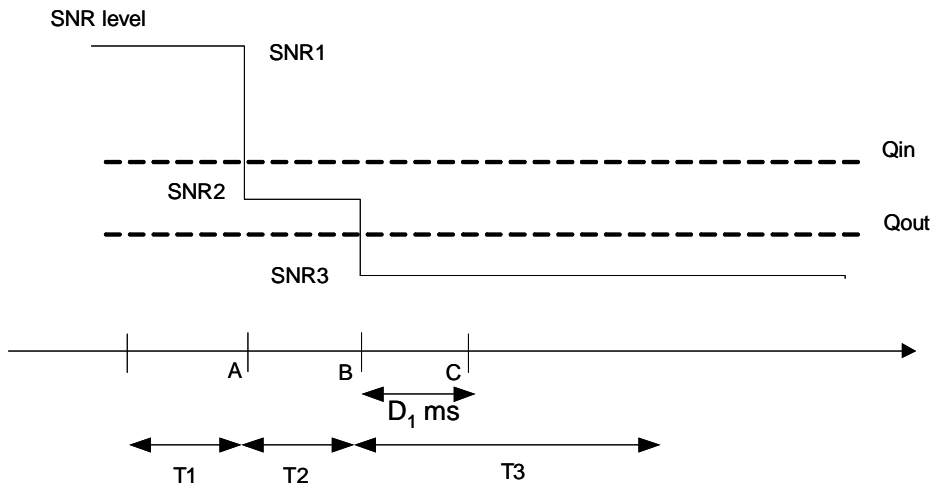 SNR level
SNR1
Qin
SNR2
Qout
SNR3
A B C
D₁ ms
T1 T2 T3